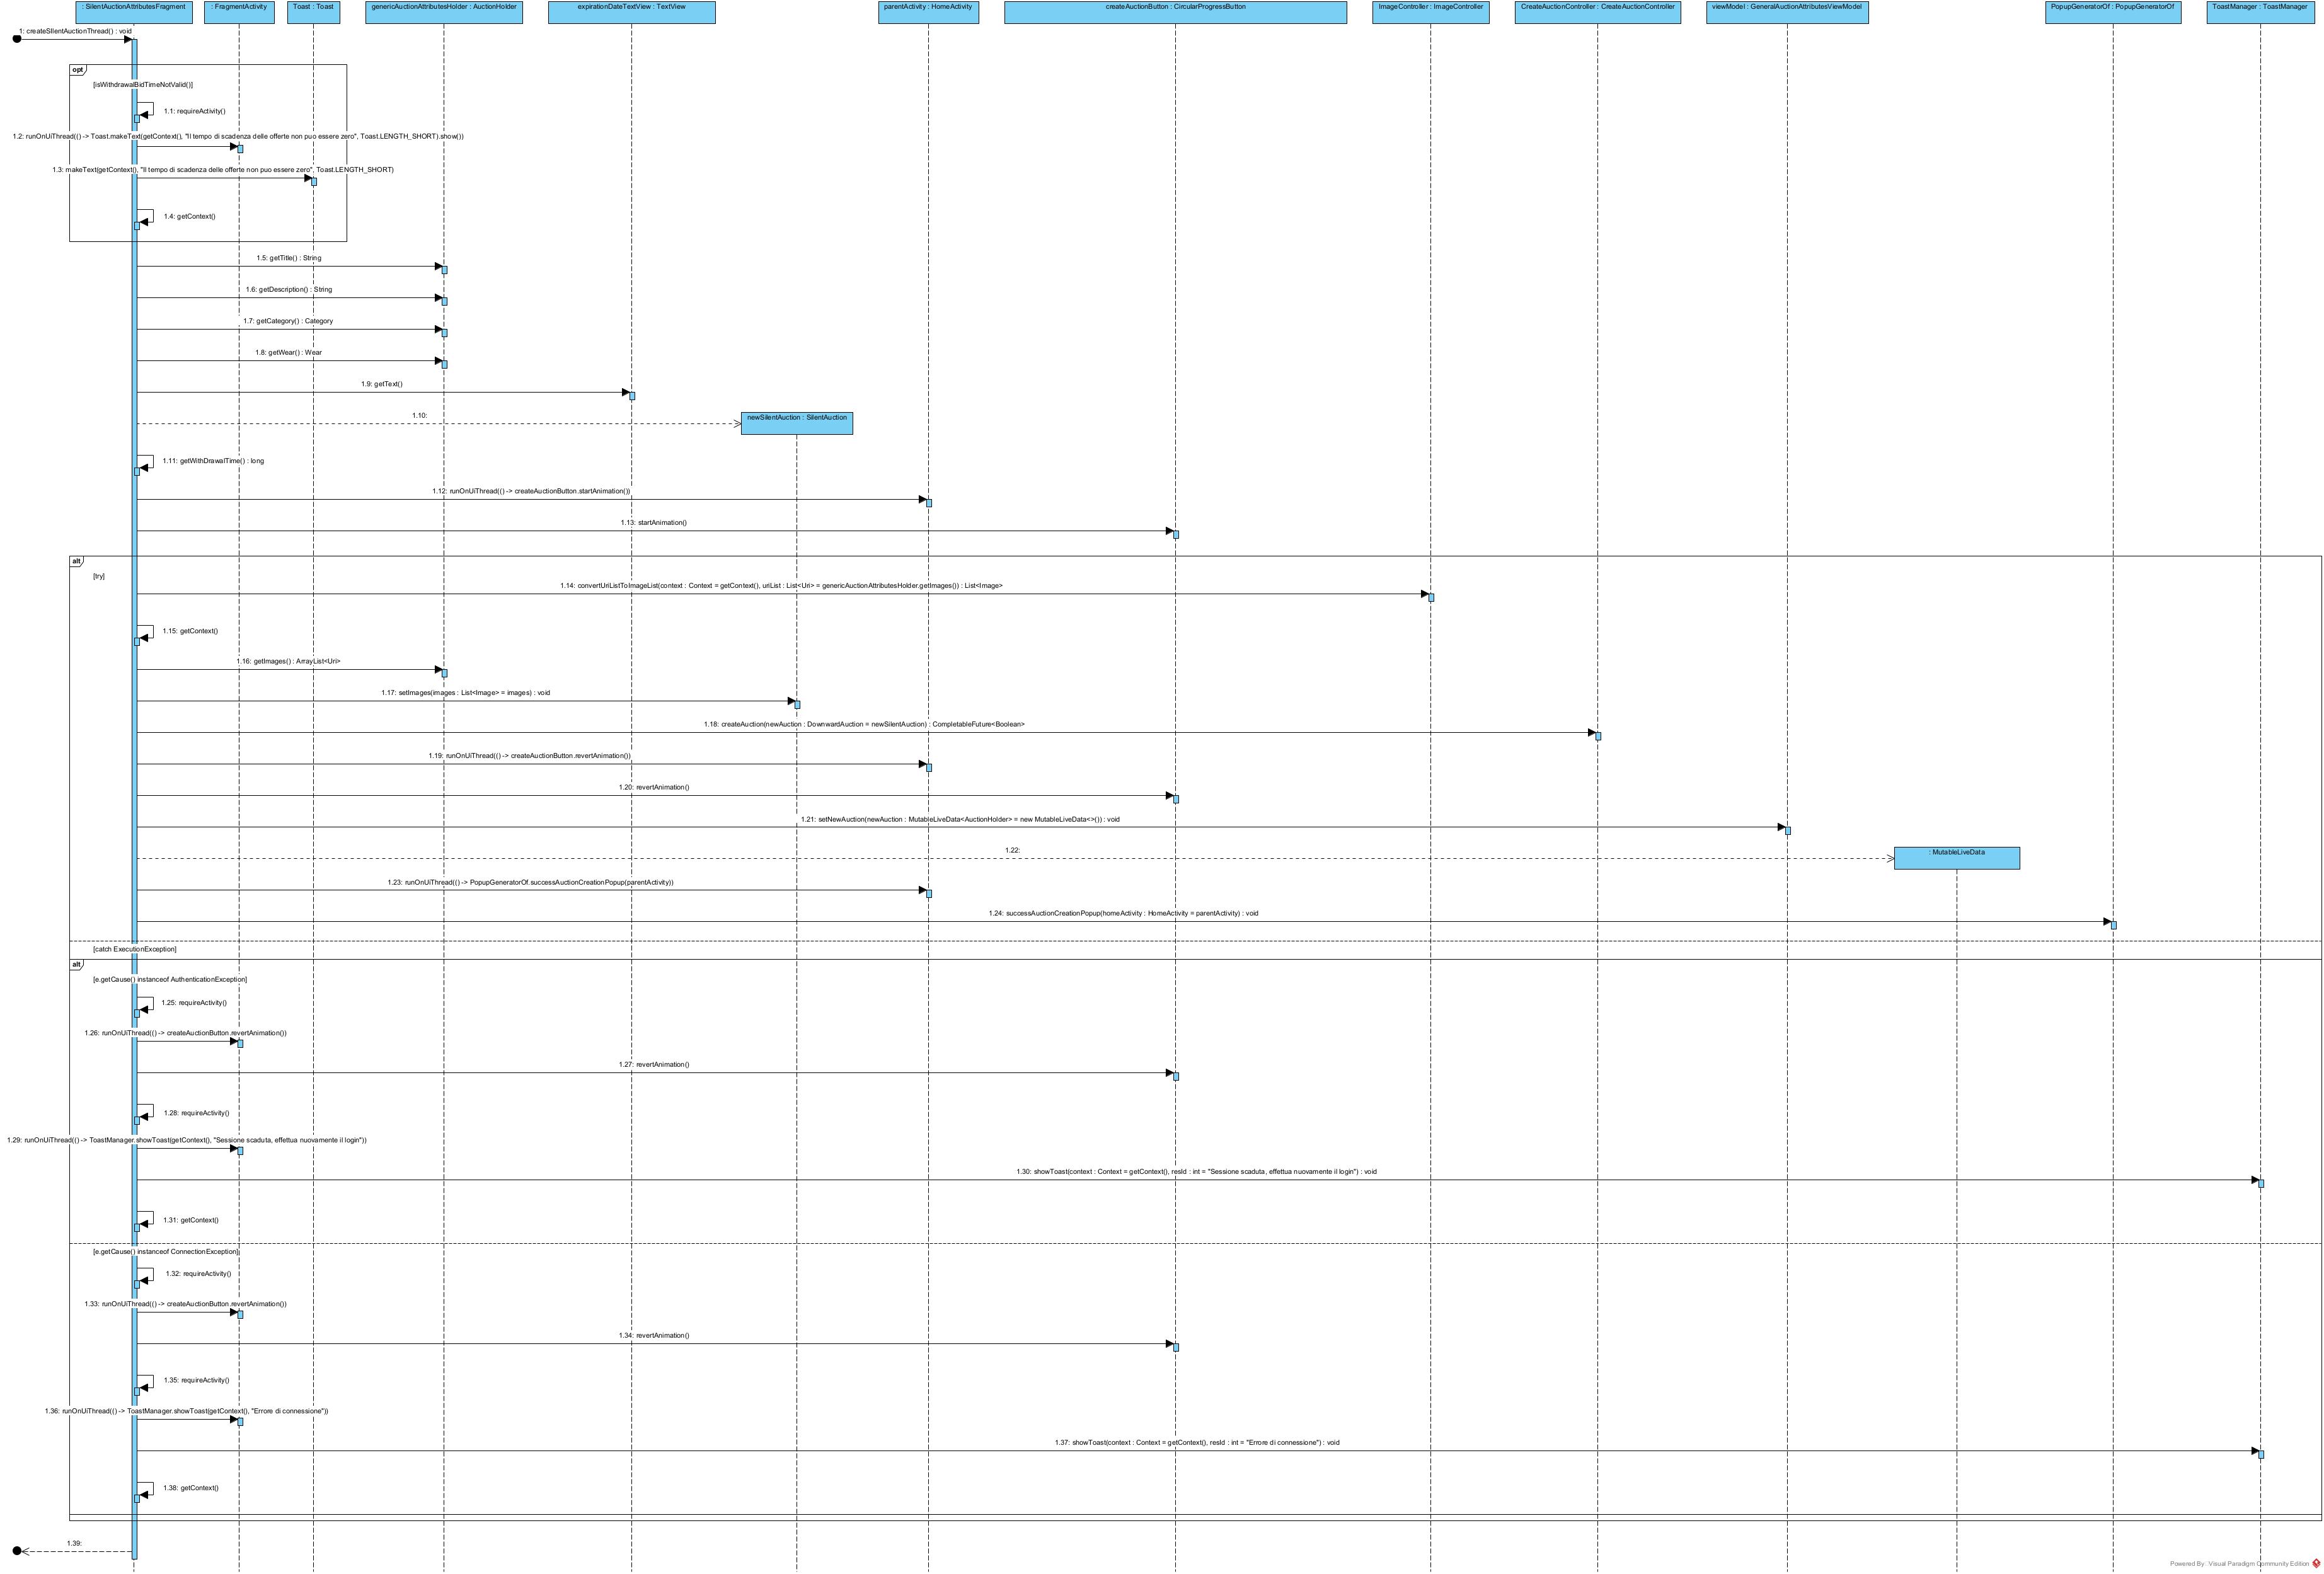 : SilentAuctionAttributesFragment
: FragmentActivity
Toast : Toast
genericAuctionAttributesHolder : AuctionHolder
expirationDateTextView : TextView
parentActivity : HomeActivity
createAuctionButton : CircularProgressButton
ImageController : ImageController
CreateAuctionController : CreateAuctionController
viewModel : GeneralAuctionAttributesViewModel
PopupGeneratorOf : PopupGeneratorOf
ToastManager : ToastManager
1: createSIlentAuctionThread() : void
opt
[isWithdrawalBidTimeNotValid()]
1.1: requireActivity()
1.2: runOnUiThread(() -> Toast.makeText(getContext(), "Il tempo di scadenza delle offerte non puo essere zero", Toast.LENGTH_SHORT).show())
1.3: makeText(getContext(), "Il tempo di scadenza delle offerte non puo essere zero", Toast.LENGTH_SHORT)
1.4: getContext()
1.5: getTitle() : String
1.6: getDescription() : String
1.7: getCategory() : Category
1.8: getWear() : Wear
1.9: getText()
1.10:
newSilentAuction : SilentAuction
1.11: getWithDrawalTime() : long
1.12: runOnUiThread(() -> createAuctionButton.startAnimation())
1.13: startAnimation()
alt
[try]
1.14: convertUriListToImageList(context : Context = getContext(), uriList : List<Uri> = genericAuctionAttributesHolder.getImages()) : List<Image>
1.15: getContext()
1.16: getImages() : ArrayList<Uri>
1.17: setImages(images : List<Image> = images) : void
1.18: createAuction(newAuction : DownwardAuction = newSilentAuction) : CompletableFuture<Boolean>
1.19: runOnUiThread(() -> createAuctionButton.revertAnimation())
1.20: revertAnimation()
1.21: setNewAuction(newAuction : MutableLiveData<AuctionHolder> = new MutableLiveData<>()) : void
1.22:
: MutableLiveData
1.23: runOnUiThread(() -> PopupGeneratorOf.successAuctionCreationPopup(parentActivity))
1.24: successAuctionCreationPopup(homeActivity : HomeActivity = parentActivity) : void
[catch ExecutionException]
alt
[e.getCause() instanceof AuthenticationException]
1.25: requireActivity()
1.26: runOnUiThread(() -> createAuctionButton.revertAnimation())
1.27: revertAnimation()
1.28: requireActivity()
1.29: runOnUiThread(() -> ToastManager.showToast(getContext(), "Sessione scaduta, effettua nuovamente il login"))
1.30: showToast(context : Context = getContext(), resId : int = "Sessione scaduta, effettua nuovamente il login") : void
1.31: getContext()
[e.getCause() instanceof ConnectionException]
1.32: requireActivity()
1.33: runOnUiThread(() -> createAuctionButton.revertAnimation())
1.34: revertAnimation()
1.35: requireActivity()
1.36: runOnUiThread(() -> ToastManager.showToast(getContext(), "Errore di connessione"))
1.37: showToast(context : Context = getContext(), resId : int = "Errore di connessione") : void
1.38: getContext()
1.39:
Powered By: Visual Paradigm Community Edition